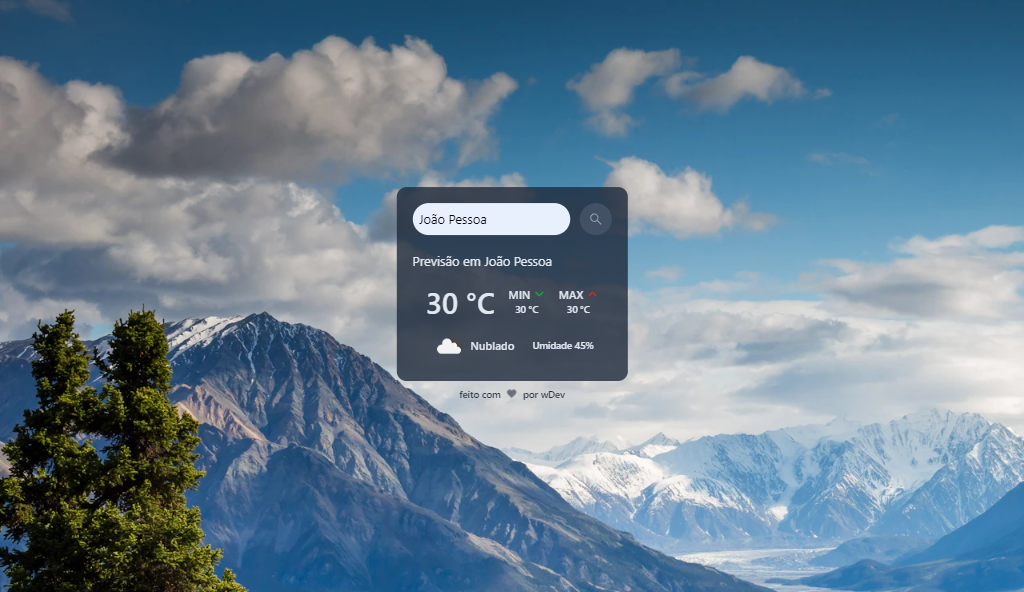 João Pessoa
Previsão em João Pessoa
30 °C
MIN
30 °C
MAX
30 °C
Nublado
Umidade 45%
feito com
por wDev